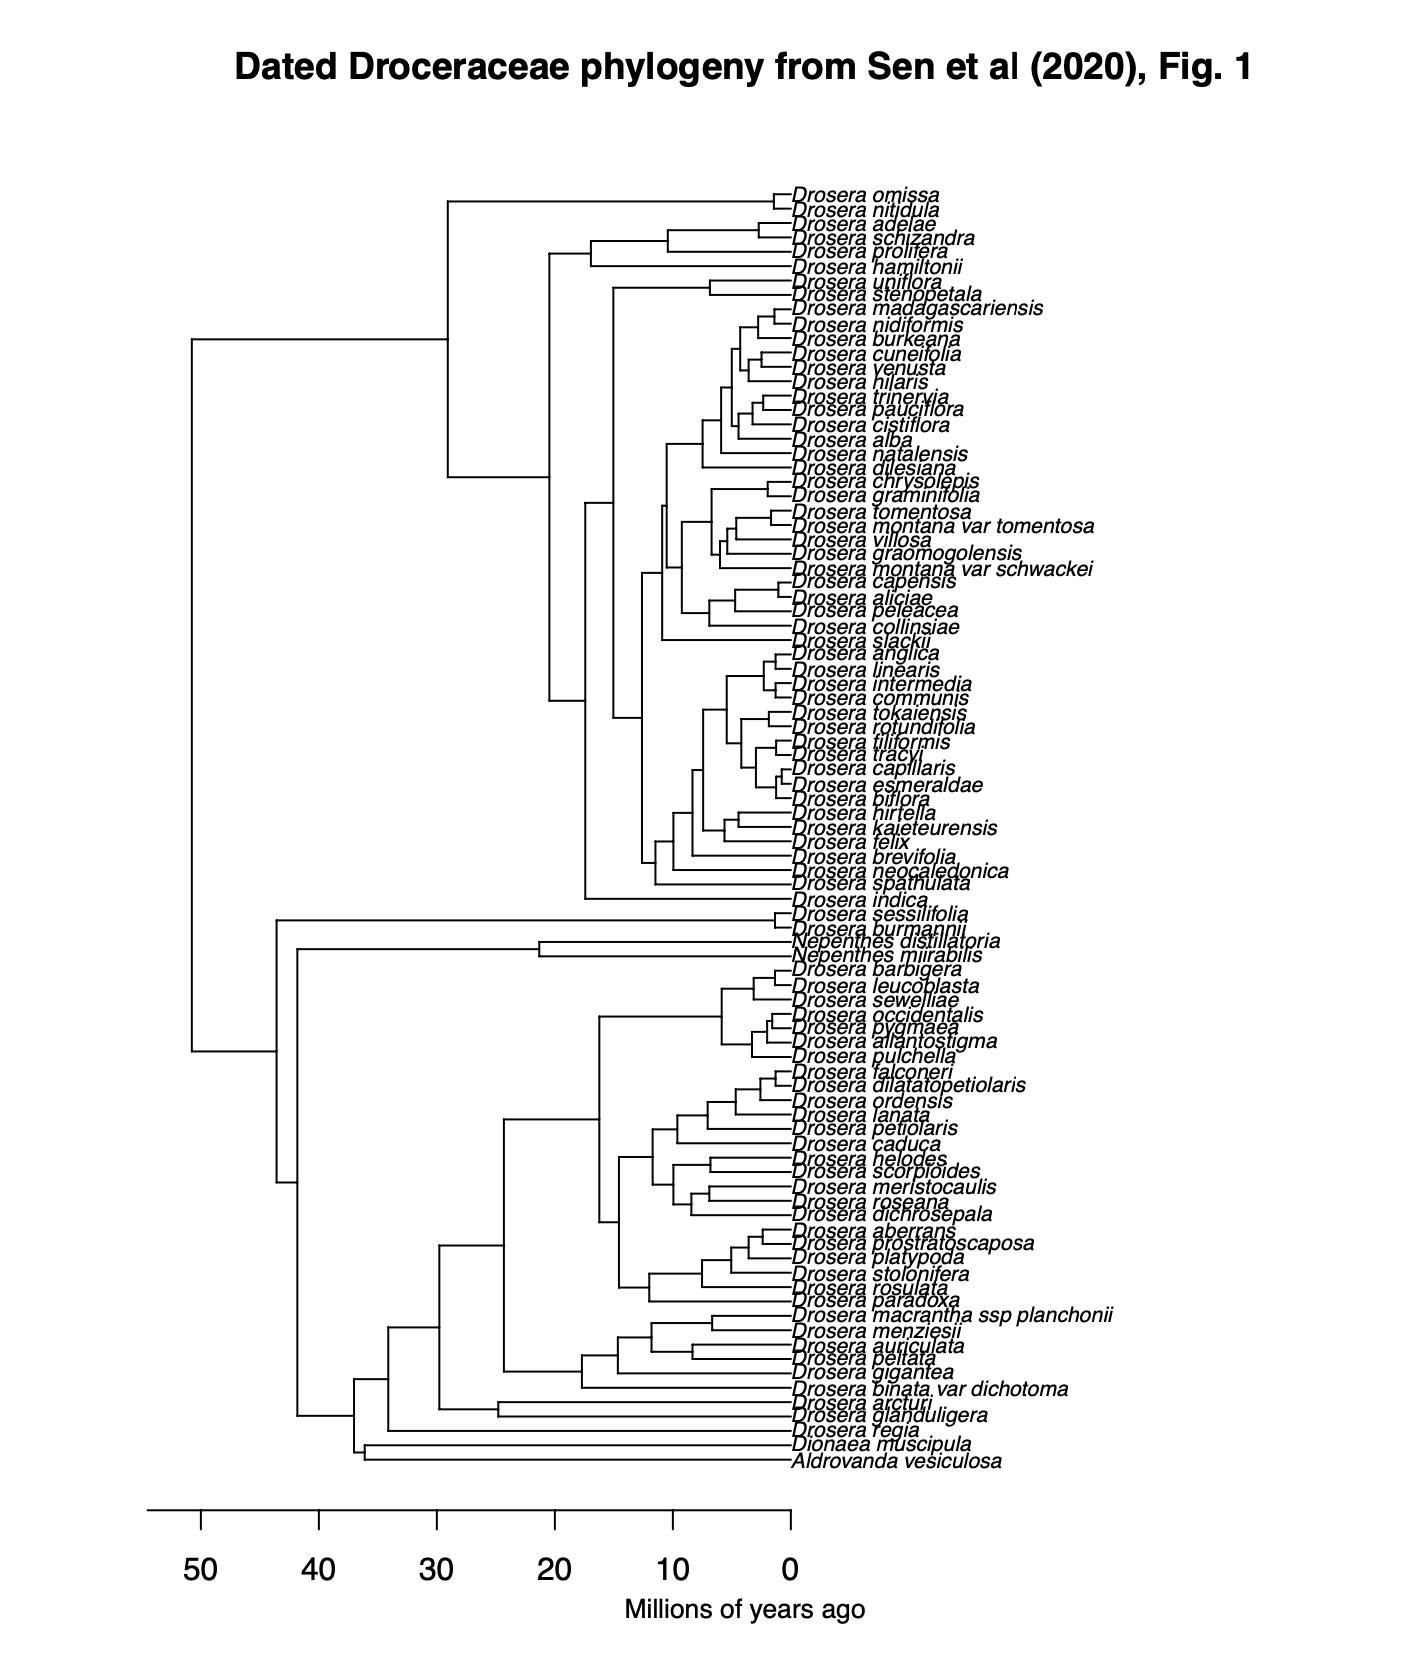 Dated Droceraceae phylogeny from Sen et al (2020), Fig. 1
Drosera omissa
Drosera nitidula
Drosera adelae
Drosera schizandra
Drosera prolifera
Drosera hamiltonii
Drosera uniflora
Drosera stenopetala
Drosera madagascariensis
Drosera nidiformis
Drosera burkeana
Drosera cuneifolia
Drosera venusta
Drosera hilaris
Drosera trinervia
Drosera pauciflora
Drosera cistiflora
Drosera alba
Drosera natalensis
Drosera dilesiana
Drosera chrysolepis
Drosera graminifolia
Drosera tomentosa
Drosera montana var tomentosa
Drosera villosa
Drosera graomogolensis
Drosera montana var schwackei
Drosera capensis
Drosera aliciae
Drosera peleacea
Drosera collinsiae
Drosera slackii
Drosera anglica
Drosera linearis
Drosera intermedia
Drosera communis
Drosera tokaiensis
Drosera rotundifolia
Drosera filiformis
Drosera tracyi
Drosera capillaris
Drosera esmeraldae
Drosera biflora
Drosera hirtella
Drosera kaieteurensis
Drosera felix
Drosera brevifolia
Drosera neocaledonica
Drosera spathulata
Drosera indica
Drosera sessilifolia
Drosera burmannii
Nepenthes distillatoria
Nepenthes miirabilis
Drosera barbigera
Drosera leucoblasta
Drosera sewelliae
Drosera occidentalis
Drosera pygmaea
Drosera allantostigma
Drosera pulchella
Drosera falconeri
Drosera dilatatopetiolaris
Drosera ordensis
Drosera lanata
Drosera petiolaris
Drosera caduca
Drosera helodes
Drosera scorpioides
Drosera meristocaulis
Drosera roseana
Drosera dichrosepala
Drosera aberrans
Drosera prostratoscaposa
Drosera platypoda
Drosera stolonifera
Drosera rosulata
Drosera paradoxa
Drosera macrantha ssp planchonii
Drosera menziesii
Drosera auriculata
Drosera peltata
Drosera gigantea
Drosera binata var dichotoma
Drosera arcturi
Drosera glanduligera
Drosera regia
Dionaea muscipula
Aldrovanda vesiculosa
50 40 30 20 10 0
Millions of years ago